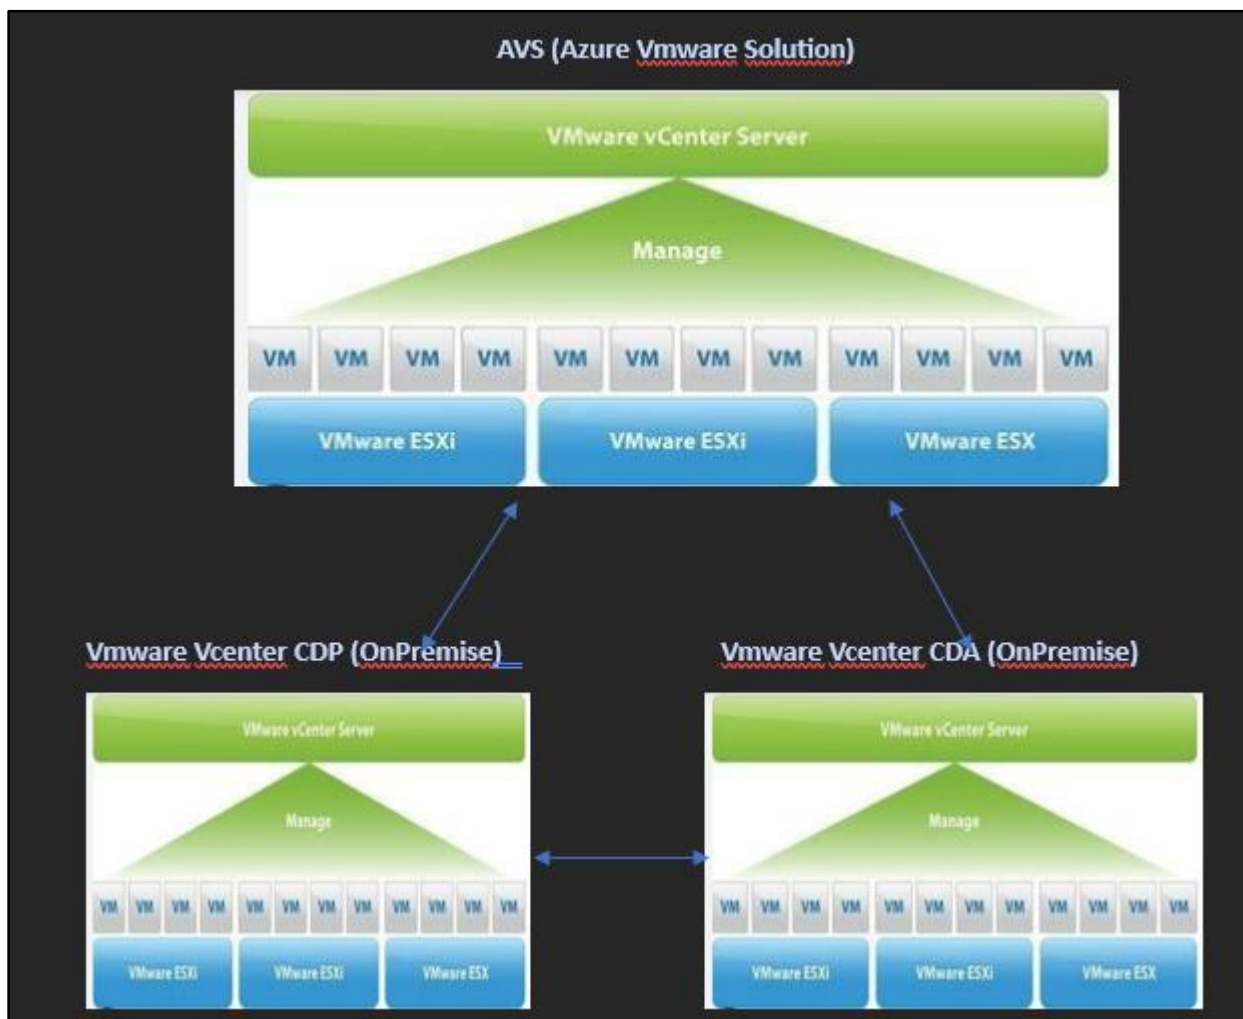 AVS (Azure Vmware Solution)
VMware vCenter Server
Manage
VM VM VM VM VM VM VM VM VM VM VM VM
VMware ESXi VMware ESXi VMware ESX
Vmware Vcenter CDP (OnPremise) Vmware Vcenter CDA (OnPremise)
VMware vCenter Server VMware vCenter Server
Manage Manage
VM VM VM VM VM VM VM VM VM VM VM VM VM VM VM VM VM VM VM VM VM VM VM VM
VMware ESXi VMware ESXi VMware ESX VMware ESXi VMware ESXi VMware ESX